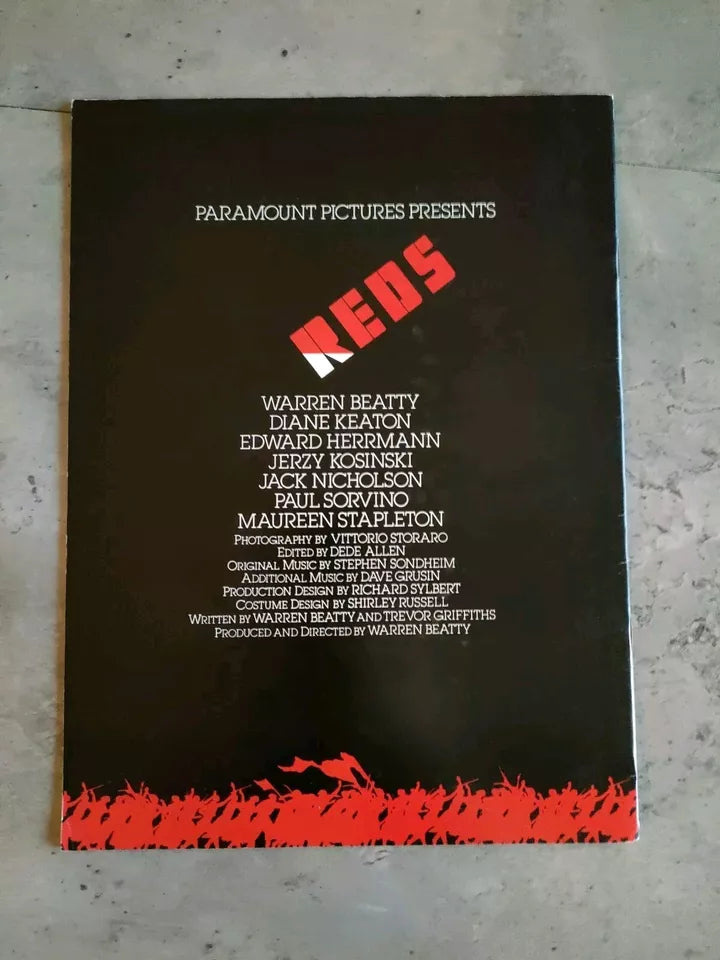 PARAMOUNT PICTURES PRESENTS
REDS
WARREN BEATTY
DIANE KEATON
EDWARD HERRMANN
JERZY KOSINSKI
JACK NICHOLSON
PAUL SORVINO
MAUREEN STAPLETON
PHOTOGRAPHY BY VITTORIO STORARO
EDITED BY DEDE ALLEN
ORIGINAL MUSIC BY STEPHEN SONDHEIM
ADDITIONAL MUSIC BY DAVE GRUSIN
PRODUCTION DESIGN BY RICHARD SYLBERT
COSTUME DESIGN BY SHIRLEY RUSSELL
WRITTEN BY WARREN BEATTY AND TREVOR GRIFFITHS
PRODUCED AND DIRECTED BY WARREN BEATTY